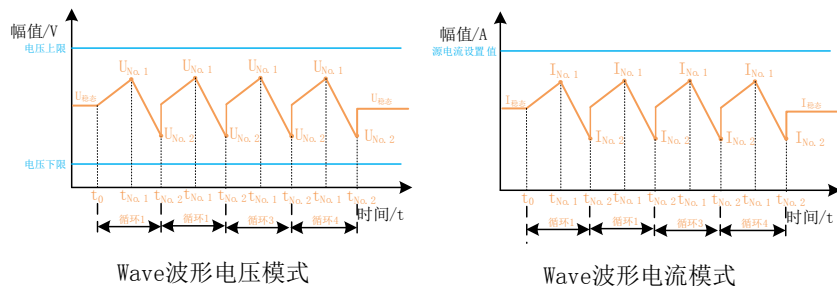 幅值/V
电压上限
U_No.1 U_No.1 U_No.1 U_No.1
U稳态 U稳态
U_No.2 U_No.2 U_No.2 U_No.2
电压下限
t_0 t_No.1 t_No.2 t_No.1 t_No.2 t_No.1 t_No.2 t_No.1 t_No.2
循环1 循环1 循环3 循环4
时间/t
Wave波形电压模式
幅值/A
源电流设置值
I_No.1 I_No.1 I_No.1 I_No.1
I稳态 I稳态
I_No.2 I_No.2 I_No.2 I_No.2
t_0 t_No.1 t_No.2 t_No.1 t_No.2 t_No.1 t_No.2 t_No.1 t_No.2
循环1 循环1 循环3 循环4
时间/t
Wave波形电流模式